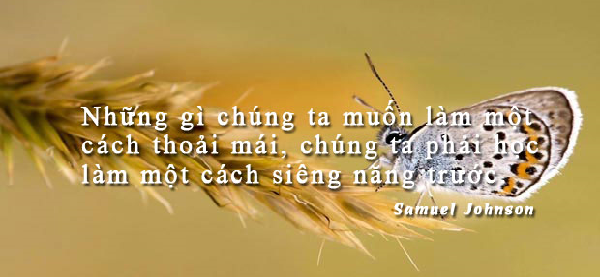 Những gì chúng ta muốn làm một
cách thoải mái, chúng ta phải học
làm một cách siêng năng trước
Samuel Johnson